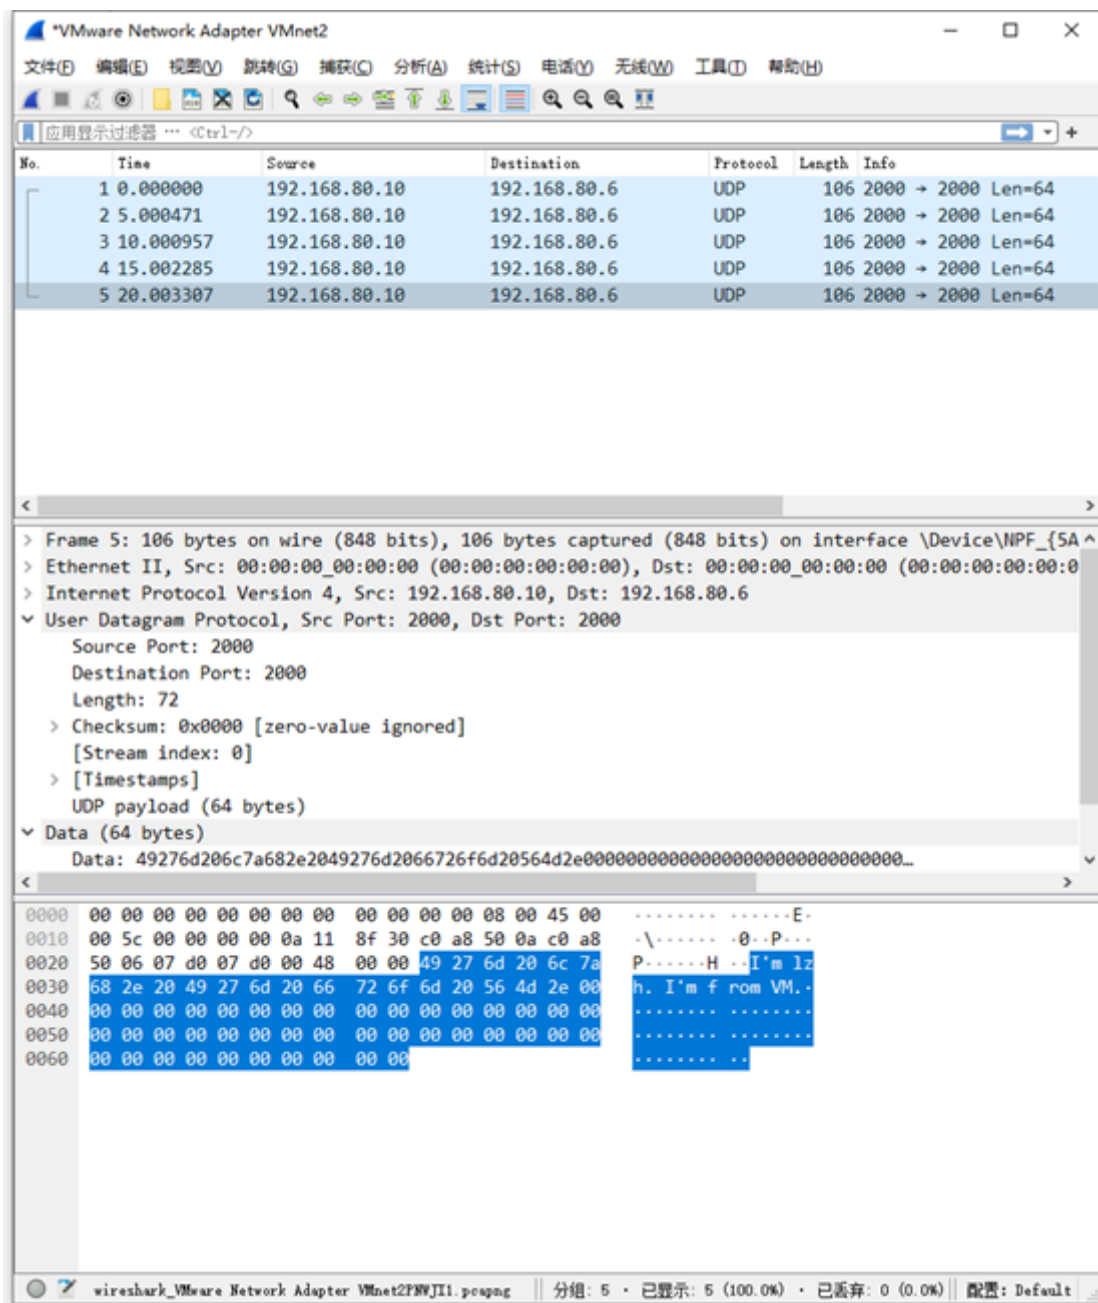 *VMware Network Adapter VMnet2
文件(F) 编辑(E) 视图(V) 跳转(G) 捕获(C) 分析(A) 统计(S) 电话(Y) 无线(W) 工具(T) 帮助(H)
应用显示过滤器 … <Ctrl-/> +
No. Time Source Destination Protocol Length Info
1 0.000000 192.168.80.10 192.168.80.6 UDP 106 2000 → 2000 Len=64
2 5.000471 192.168.80.10 192.168.80.6 UDP 106 2000 → 2000 Len=64
3 10.000957 192.168.80.10 192.168.80.6 UDP 106 2000 → 2000 Len=64
4 15.002285 192.168.80.10 192.168.80.6 UDP 106 2000 → 2000 Len=64
5 20.003307 192.168.80.10 192.168.80.6 UDP 106 2000 → 2000 Len=64
Frame 5: 106 bytes on wire (848 bits), 106 bytes captured (848 bits) on interface \Device\NPF_{5A
Ethernet II, Src: 00:00:00_00:00:00 (00:00:00:00:00:00), Dst: 00:00:00_00:00:00 (00:00:00:00:00:0
Internet Protocol Version 4, Src: 192.168.80.10, Dst: 192.168.80.6
User Datagram Protocol, Src Port: 2000, Dst Port: 2000
Source Port: 2000
Destination Port: 2000
Length: 72
Checksum: 0x0000 [zero-value ignored]
[Stream index: 0]
[Timestamps]
UDP payload (64 bytes)
Data (64 bytes)
Data: 49276d206c7a682e2049276d2066726f6d20564d2e000000000000000000000000000000…
0000 00 00 00 00 00 00 00 00 00 00 00 00 08 00 45 00 ········ ······E·
0010 00 5c 00 00 00 00 0a 11 8f 30 c0 a8 50 0a c0 a8 ·\······ ·0··P···
0020 50 06 07 d0 07 d0 00 48 00 00 49 27 6d 20 6c 7a P······H ··I'm lz
0030 68 2e 20 49 27 6d 20 66 72 6f 6d 20 56 4d 2e 00 h. I'm f rom VM.·
0040 00 00 00 00 00 00 00 00 00 00 00 00 00 00 00 00 ········ ········
0050 00 00 00 00 00 00 00 00 00 00 00 00 00 00 00 00 ········ ········
0060 00 00 00 00 00 00 00 00 00 00 ········ ··
wireshark_VMware Network Adapter VMnet2PNWJI1.pcapng 分组: 5 · 已显示: 5 (100.0%) · 已丢弃: 0 (0.0%) 配置: Default